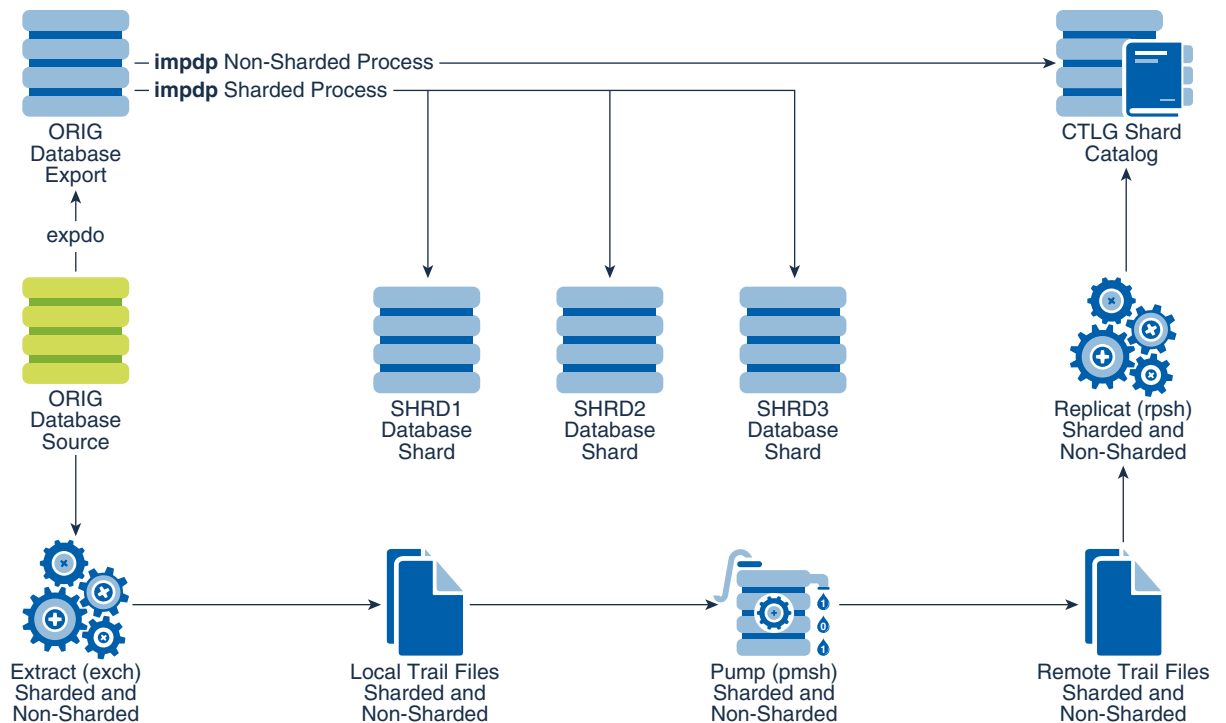 impdp Non-Sharded Process
impdp Sharded Process
ORIG
Database
Export
CTLG Shard
Catalog
expdo
ORIG
Database
Source
SHRD1
Database
Shard
SHRD2
Database
Shard
SHRD3
Database
Shard
Replicat (rpsh)
Sharded and
Non-Sharded
Extract (exch)
Sharded and
Non-Sharded
Local Trail Files
Sharded and
Non-Sharded
1
0
1
Pump (pmsh)
Sharded and
Non-Sharded
Remote Trail Files
Sharded and
Non-Sharded